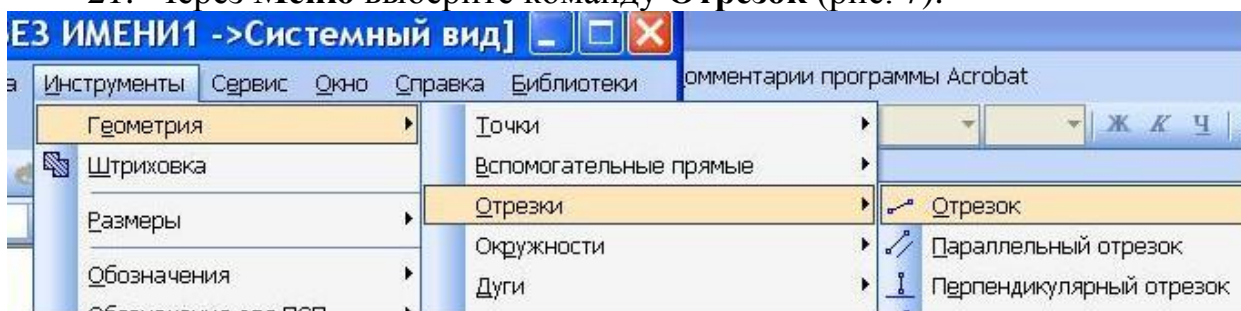 21. Через Меню выберите команду Отрезок (рис. 7).
ЕЗ ИМЕНИ1 ->Системный вид]
а Инструменты Сервис Окно Справка Библиотеки омментарии программы Acrobat
Геометрия
Точки
Ж К Ч
Штриховка
Вспомогательные прямые
Размеры
Отрезки
Отрезок
Окружности
Параллельный отрезок
Обозначения
Дуги
Перпендикулярный отрезок